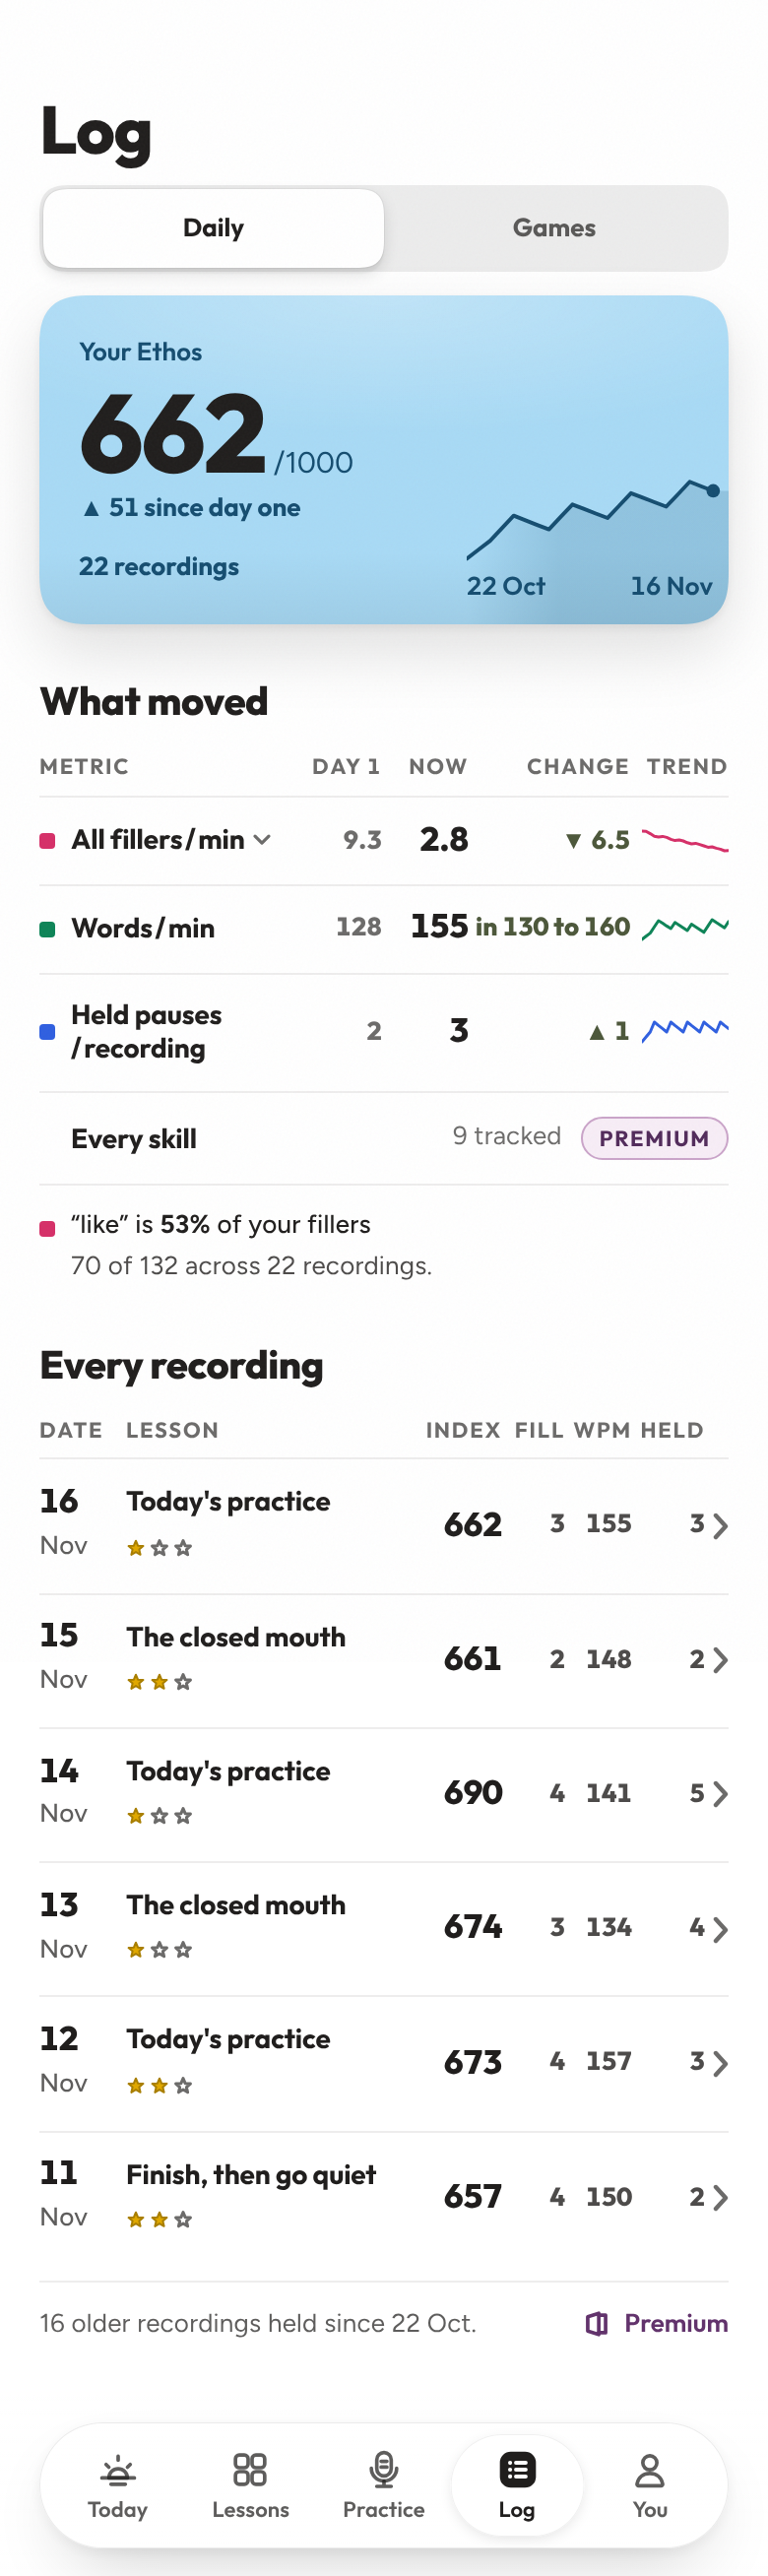 Log
Daily Games
Your Ethos
662 /1000
▲ 51 since day one
22 recordings
22 Oct 16 Nov
What moved
METRIC DAY 1 NOW CHANGE TREND
All fillers/min 9.3 2.8 ▼ 6.5
Words/min 128 155 in 130 to 160
Held pauses
/recording 2 3 ▲ 1
Every skill 9 tracked PREMIUM
“like” is 53% of your fillers
70 of 132 across 22 recordings.
Every recording
DATE LESSON INDEX FILL WPM HELD
16 Today's practice
Nov 662 3 155 3
15 The closed mouth
Nov 661 2 148 2
14 Today's practice
Nov 690 4 141 5
13 The closed mouth
Nov 674 3 134 4
12 Today's practice
Nov 673 4 157 3
11 Finish, then go quiet
Nov 657 4 150 2
16 older recordings held since 22 Oct. Premium
Today Lessons Practice Log You